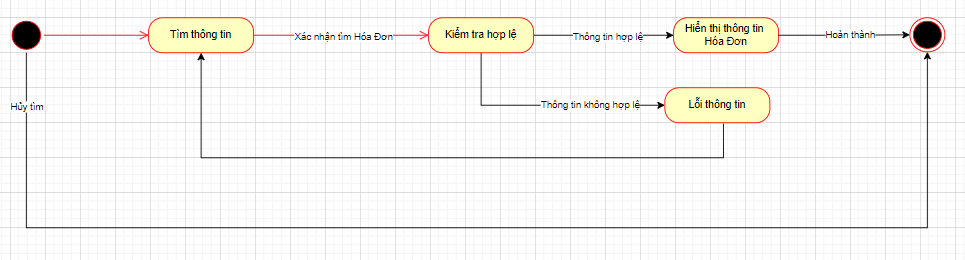 Tìm thông tin
Xác nhận tìm Hóa Đơn
Kiểm tra hợp lệ
Thông tin hợp lệ
Hiển thị thông tin
Hóa Đơn
Hoàn thành
Hủy tìm
Thông tin không hợp lệ
Lỗi thông tin